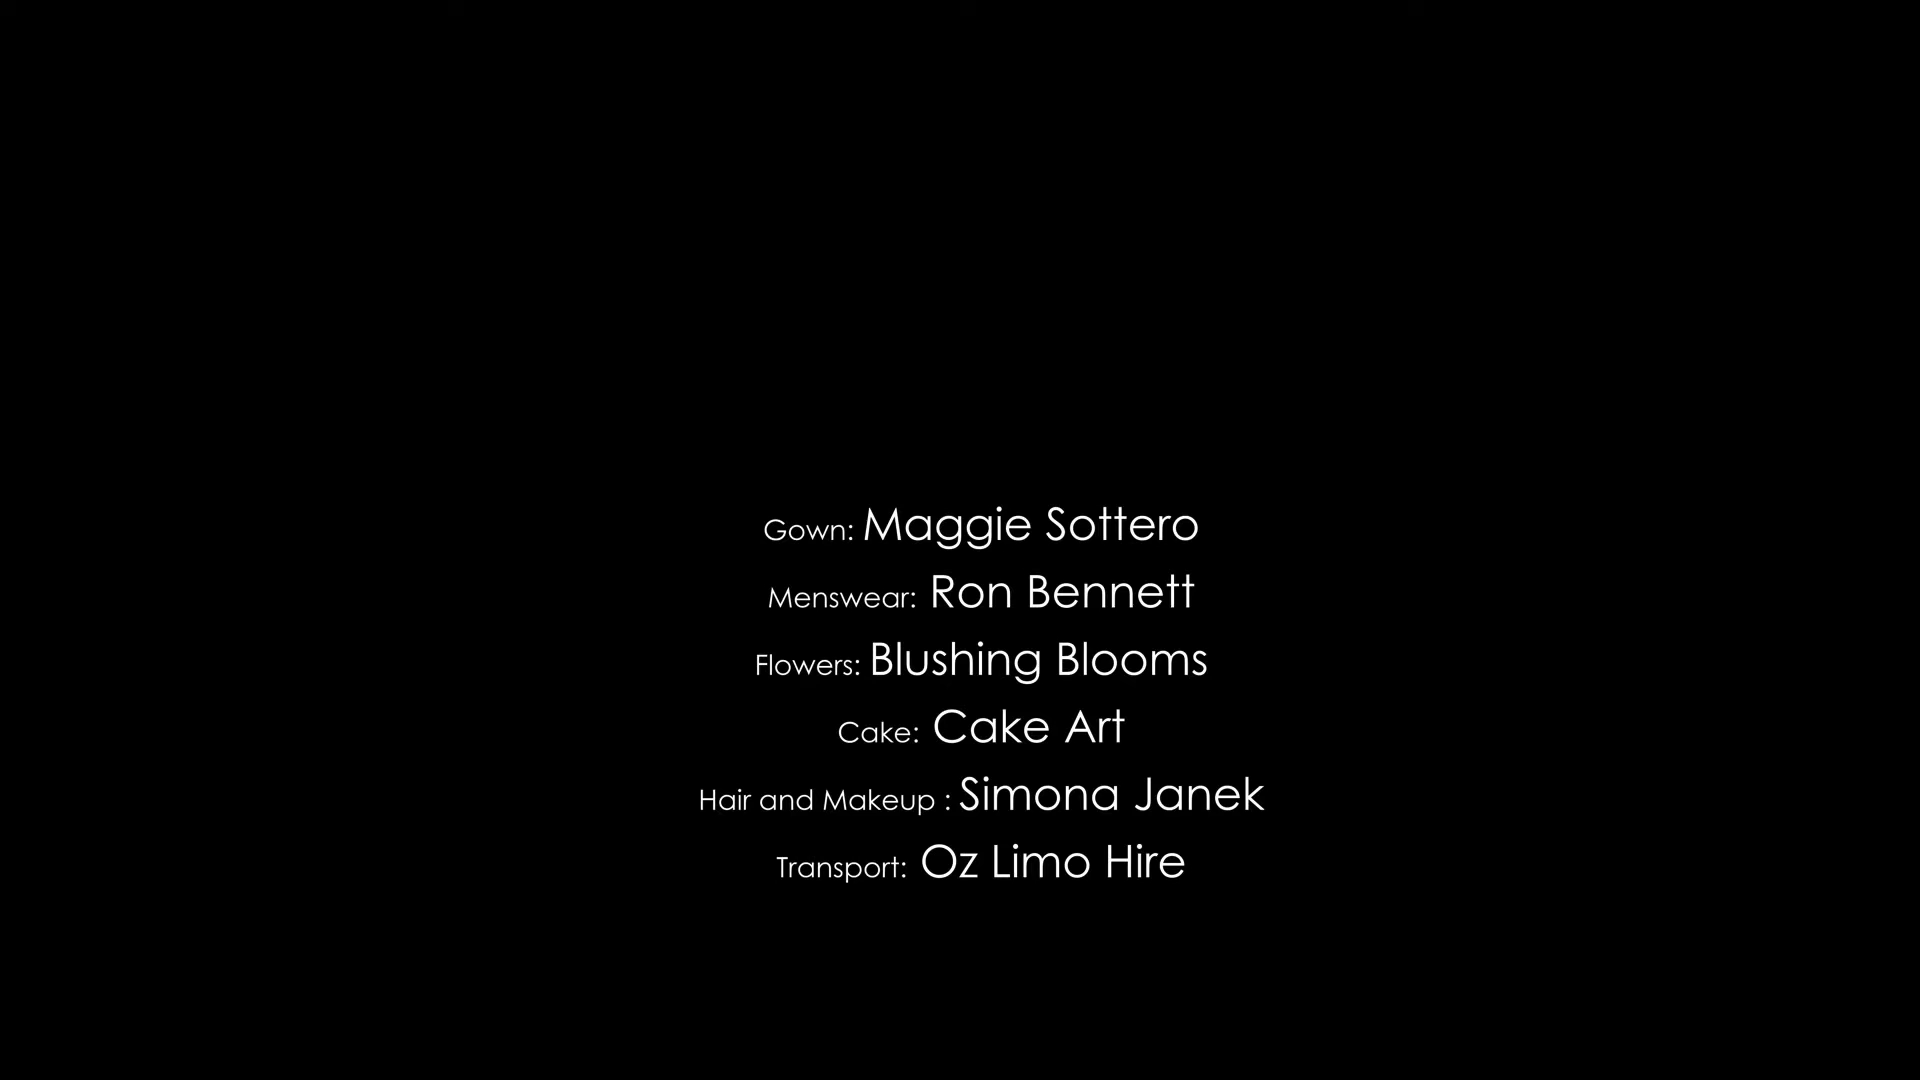 Gown: Maggie Sottero
Menswear: Ron Bennett
Flowers: Blushing Blooms
Cake: Cake Art
Hair and Makeup : Simona Janek
Transport: Oz Limo Hire